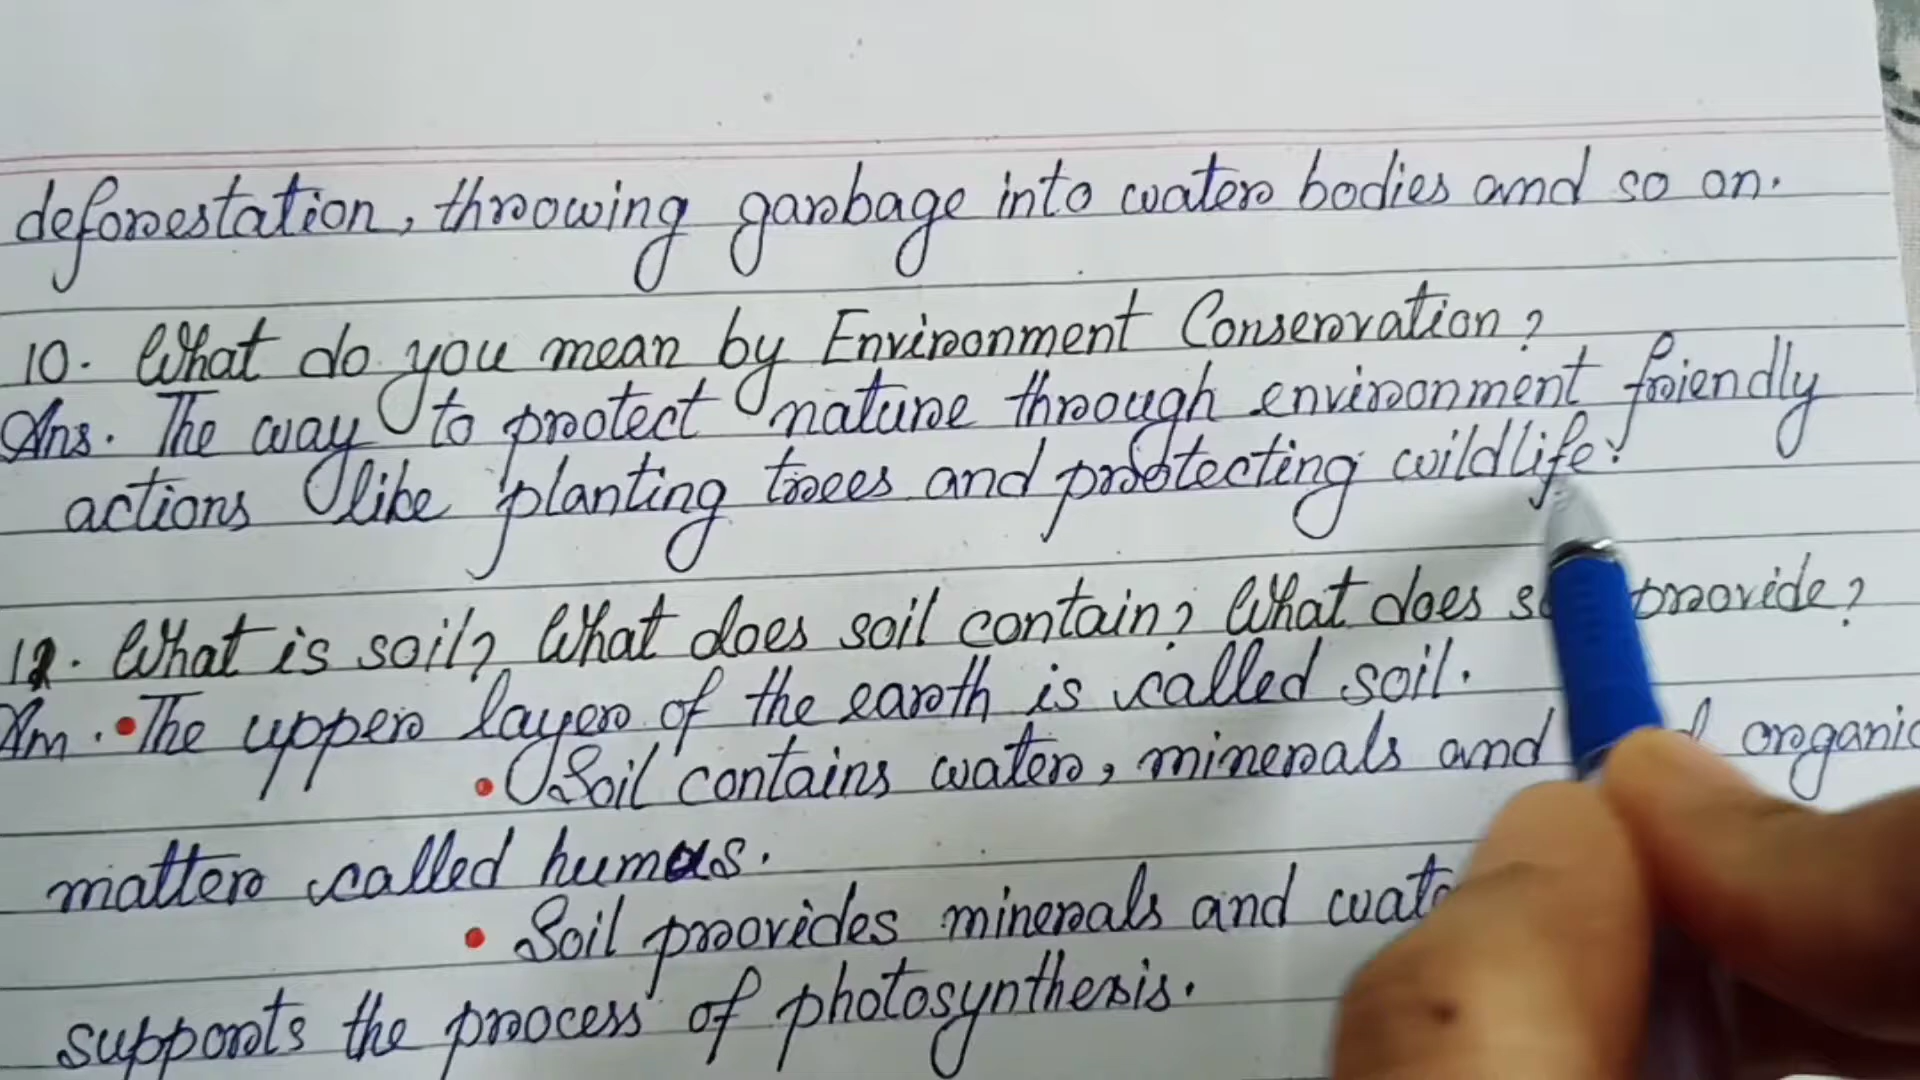 deforestation, throwing garbage into water bodies and so on.
10. What do you mean by Environment Conservation?
Ans. The way to protect nature through environment friendly
actions like planting trees and protecting wildlife.
12. What is soil? What does soil contain? What does provide?
Ans. • The upper layer of the earth is called soil.
• Soil contains water, minerals and organic
matter called humus.
• Soil provides minerals and
supports the process of photosynthesis.